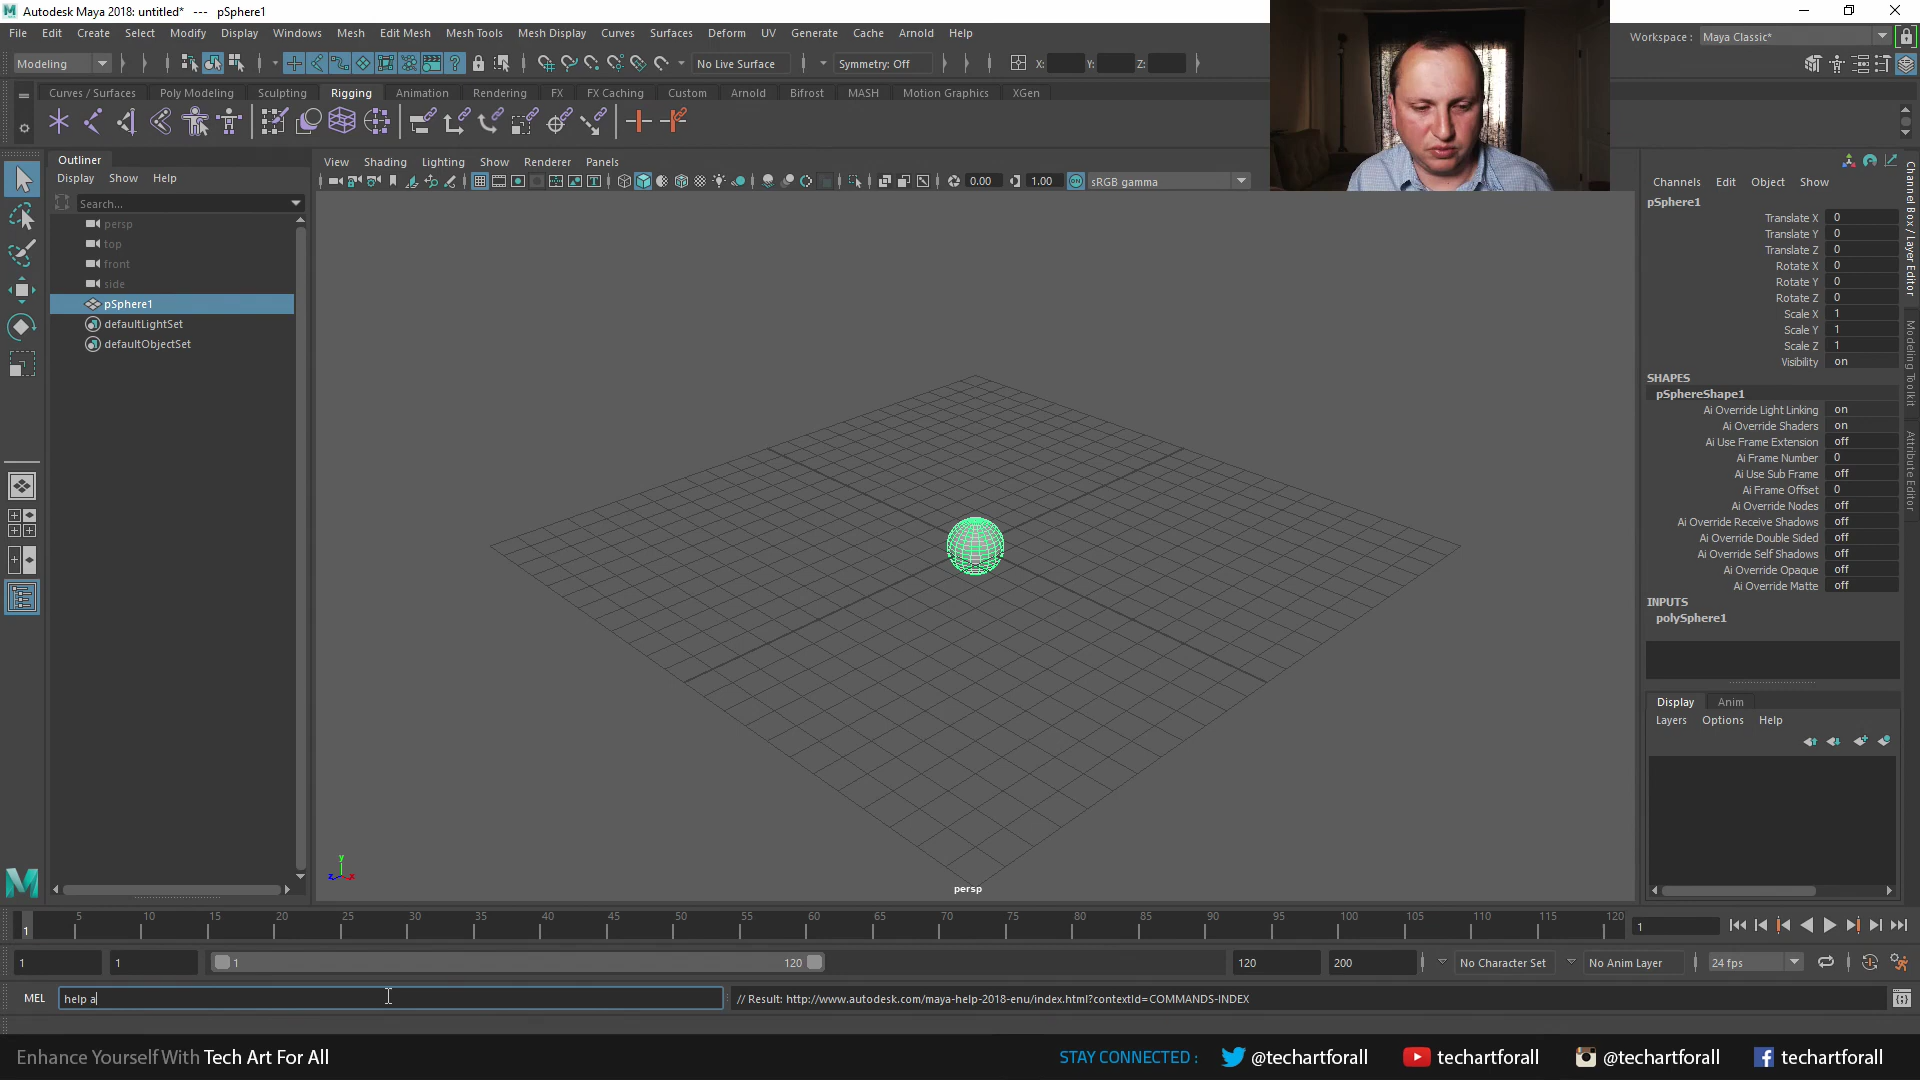 Autodesk Maya 2018: untitled* --- pSphere1
File Edit Create Select Modify Display Windows Mesh Edit Mesh Mesh Tools Mesh Display Curves Surfaces Deform UV Generate Cache Arnold Help
Workspace : Maya Classic*
Modeling No Live Surface Symmetry: Off X: Y: Z:
Curves / Surfaces Poly Modeling Sculpting Rigging Animation Rendering FX FX Caching Custom Arnold Bifrost MASH Motion Graphics XGen
Outliner
Display Show Help
Search...
persp
top
front
side
pSphere1
defaultLightSet
defaultObjectSet
View Shading Lighting Show Renderer Panels
0.00 1.00 sRGB gamma
persp
y
z x
Channels Edit Object Show
pSphere1
Translate X 0
Translate Y 0
Translate Z 0
Rotate X 0
Rotate Y 0
Rotate Z 0
Scale X 1
Scale Y 1
Scale Z 1
Visibility on
SHAPES
pSphereShape1
Ai Override Light Linking on
Ai Override Shaders on
Ai Use Frame Extension off
Ai Frame Number 0
Ai Use Sub Frame off
Ai Frame Offset 0
Ai Override Nodes off
Ai Override Receive Shadows off
Ai Override Double Sided off
Ai Override Self Shadows off
Ai Override Opaque off
Ai Override Matte off
INPUTS
polySphere1
Display Anim
Layers Options Help
Channel Box / Layer Editor
Modeling Toolkit
Attribute Editor
5 10 15 20 25 30 35 40 45 50 55 60 65 70 75 80 85 90 95 100 105 110 115 120
1
1
1 1 1 120 120 200 No Character Set No Anim Layer 24 fps
MEL help a // Result: http://www.autodesk.com/maya-help-2018-enu/index.html?contextId=COMMANDS-INDEX
Enhance Yourself With Tech Art For All STAY CONNECTED : @techartforall techartforall @techartforall techartforall